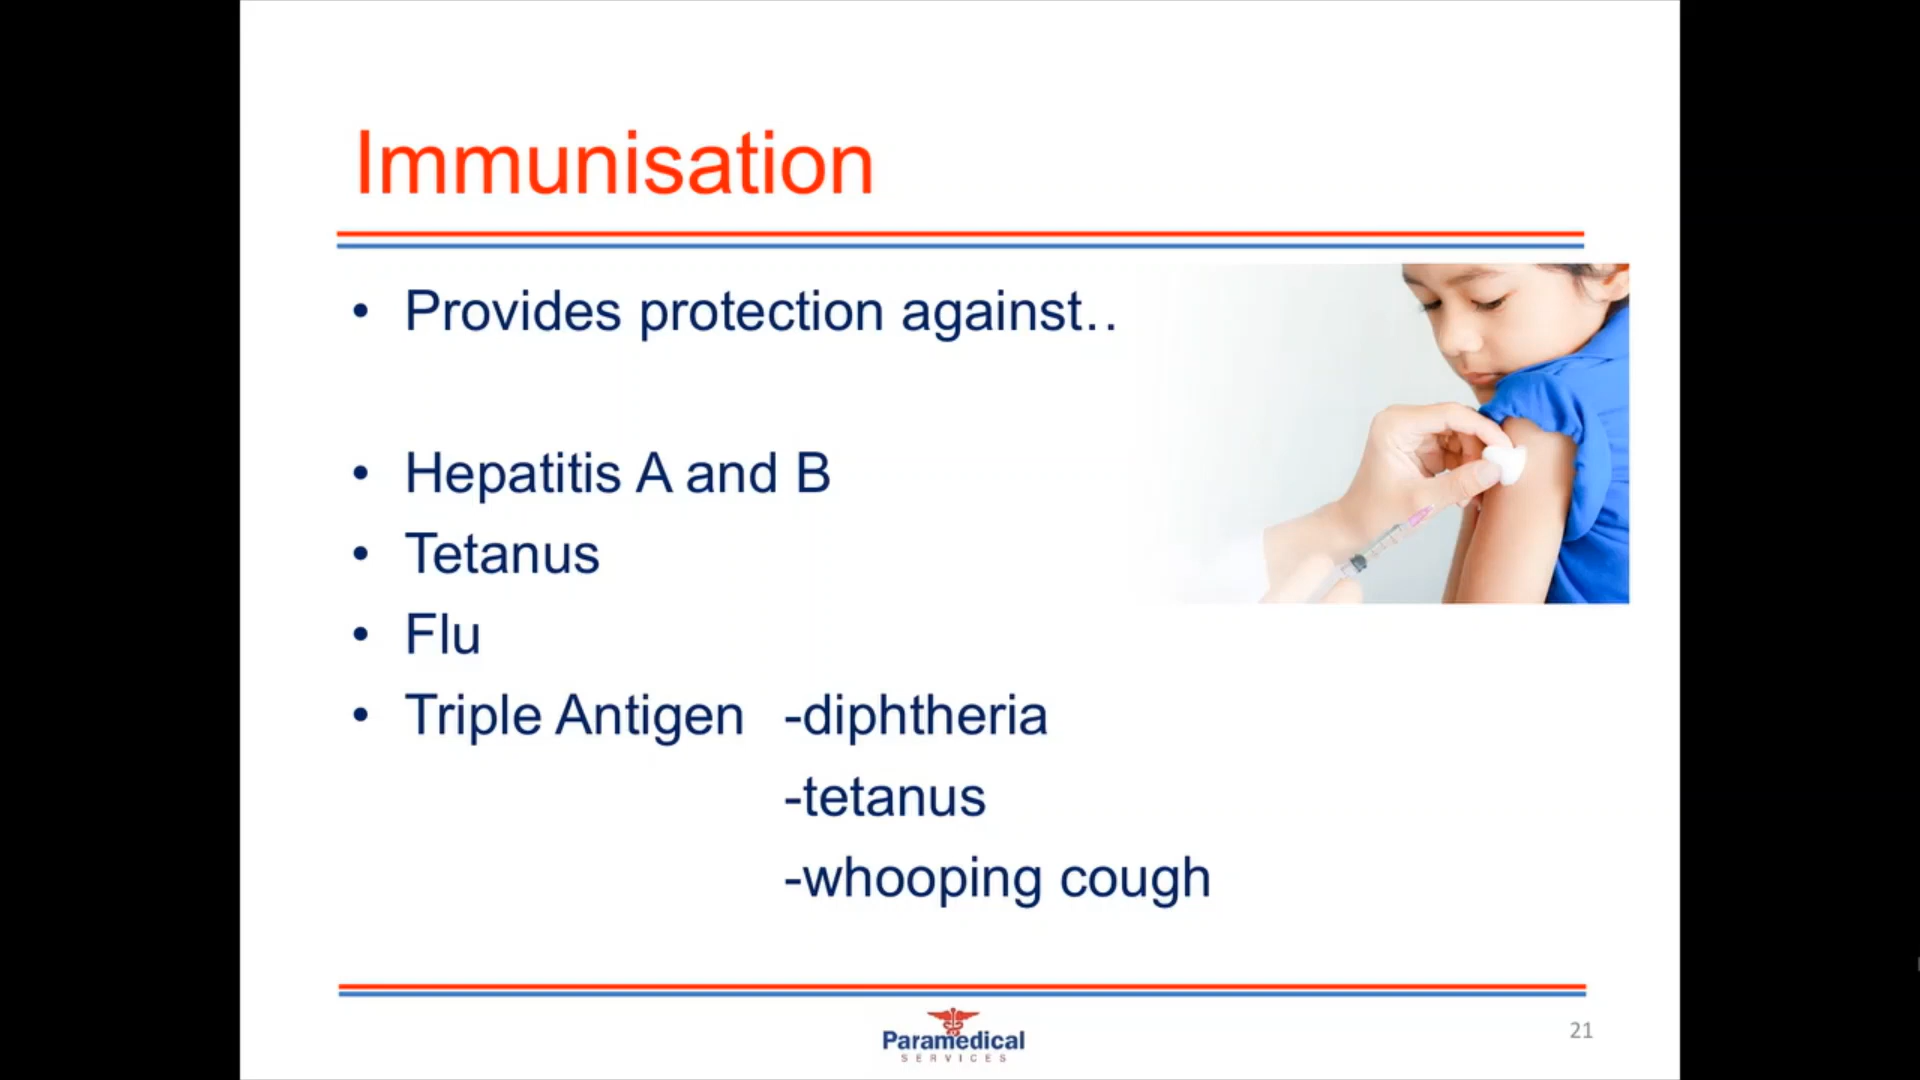 Immunisation
• Provides protection against..
• Hepatitis A and B
• Tetanus
• Flu
• Triple Antigen -diphtheria
-tetanus
-whooping cough
Paramedical
SERVICES
21